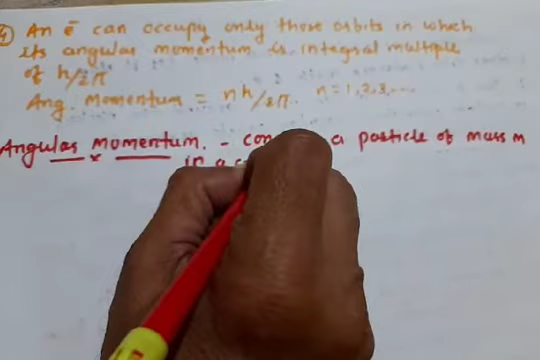 4) An ē can occupy only those orbits in which
its angular momentum is integral multiple
of h/2π
Ang. Momentum = nh/2π. n = 1,2,3,...
Angular Momentum. - a particle of mass m
in a